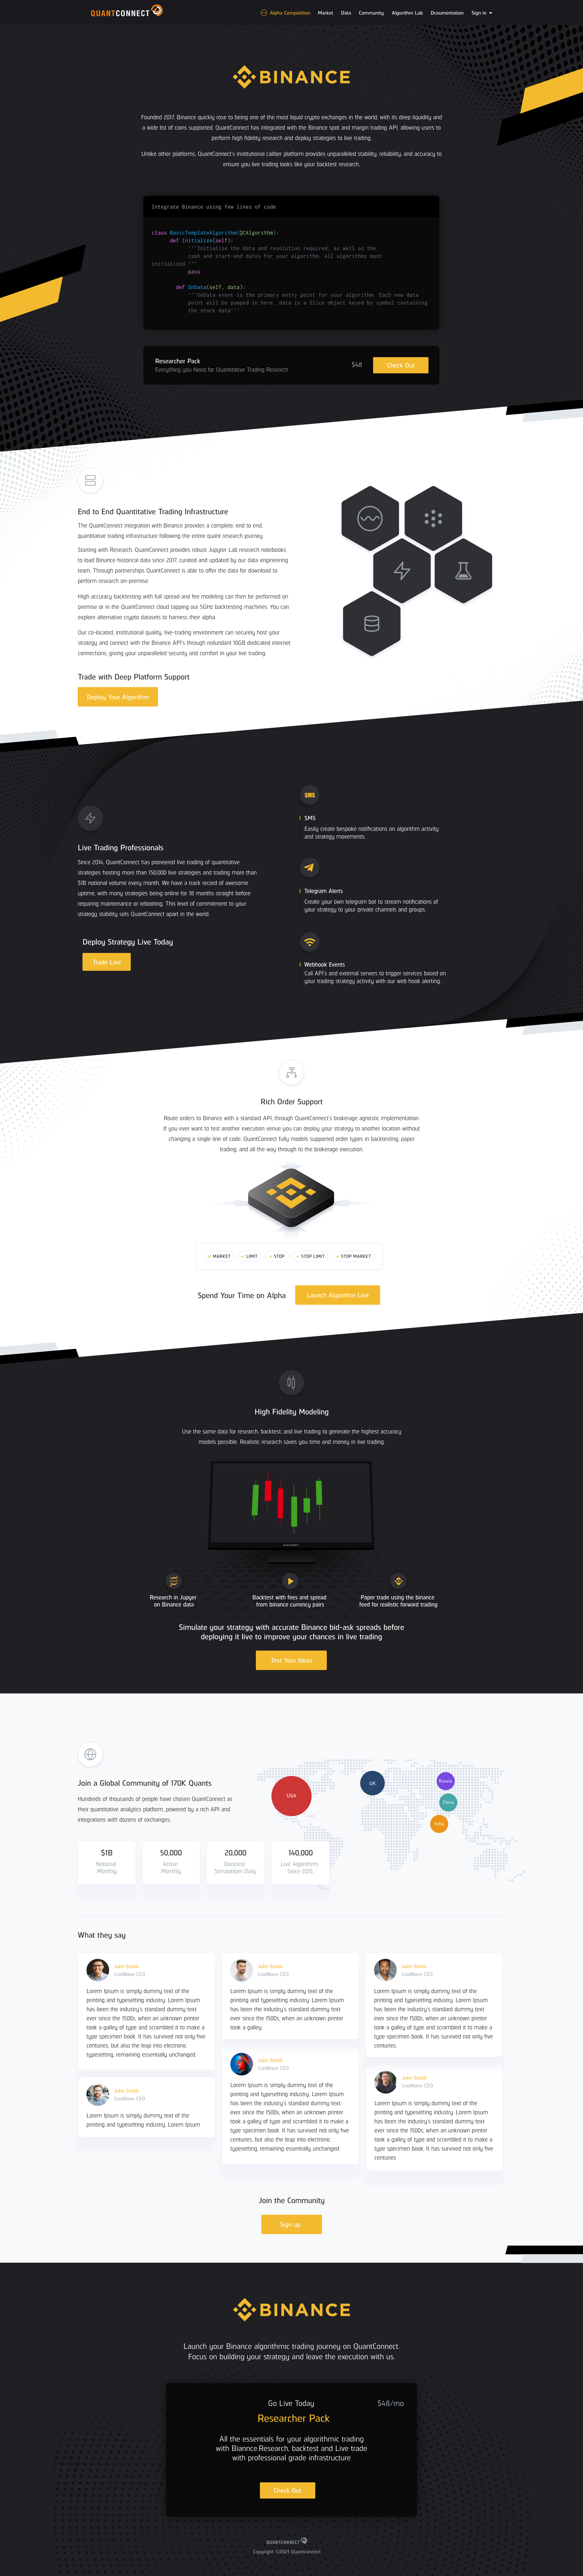 QUANTCONNECT
Alpha Competition
Market
Data
Community
Algorithm Lab
Dcoumentation
Sign in
BINANCE
Founded 2017, Binance quickly rose to being one of the most liquid crypto exchanges in the world, with its deep liquidity and
a wide list of coins supported. QuantConnect has integrated with the Binance spot and margin trading API, allowing users to
perform high fidelity research and deploy strategies to live trading.
Unlike other platforms, QuantConnect's institutional caliber platform provides unparalleled stability, reliability, and accuracy to
ensure you live trading looks like your backtest research.
Integrate Binance using few lines of code
class BasicTemplateAlgorithm(QCAlgorithm):
def Initialize(self):
'''Initialise the data and resolution required, as well as the
cash and start-end dates for your algorithm. All algorithms must
initialized.'''
pass
def OnData(self, data):
'''OnData event is the primary entry point for your algorithm. Each new data
point will be pumped in here. data is a Slice object keyed by symbol containing
the stock data'''
Researcher Pack
Everything you Need for Quantitative Trading Research
$48
Check Out
End to End Quantitative Trading Infrastructure
The QuantConnect integration with Binance provides a complete, end to end,
quantitative trading infrastructure following the entire quant research journey.
Starting with Research, QuantConnect provides robust Jupyter Lab research notebooks
to load Binance historical data since 2017, curated and updated by our data engineering
team. Through partnerships QuantConnect is able to offer the data for download to
perform research on-premise.
High accuracy backtesting with full spread and fee modeling can then be performed on
premise or in the QuantConnect cloud tapping our 5GHz backtesting machines. You can
explore alternative crypto datasets to harness their alpha.
Our co-located, institutional quality, live-trading environment can securely host your
strategy and connect with the Binance API's through redundant 10GB dedicated internet
connections, giving your unparalleled security and comfort in your live trading.
Trade with Deep Platform Support
Deploy Your Algorithm
Live Trading Professionals
Since 2014, QuantConnect has pioneered live trading of quantitative
strategies hosting more than 150,000 live strategies and trading more than
$1B notional volume every month. We have a track record of awesome
uptime, with many strategies being online for 18 months straight before
requiring maintenance or rebooting. This level of commitment to your
strategy stability sets QuantConnect apart in the world.
Deploy Strategy Live Today
Trade Live
SMS
SMS
Easily create bespoke notifications on algorithm activity
and strategy movements.
Telegram Alerts
Create your own telegram bot to stream notifications of
your strategy to your private channels and groups.
Webhook Events
Call API's and external servers to trigger services based on
your trading strategy activity with our web hook alerting.
Rich Order Support
Route orders to Binance with a standard API, through QuantConnect's brokerage agnostic implementation.
If you ever want to test another execution venue you can deploy your strategy to another location without
changing a single line of code. QuantConnect fully models supported order types in backtesting, paper
trading, and all the way through to the brokerage execution.
MARKET
LIMIT
STOP
STOP LIMIT
STOP MARKET
Spend Your Time on Alpha
Launch Algorithm Live
High Fidelity Modeling
Use the same data for research, backtest, and live trading to generate the highest accuracy
models possible. Realistic research saves you time and money in live trading.
Research in Jupyer
on Binance data
Backtest with fees and spread
from binance currency pairs
Paper trade using the binance
feed for realistic forward trading
Simulate your strategy with accurate Binance bid-ask spreads before
deploying it live to improve your chances in live trading
Test Your Ideas
Join a Global Community of 170K Quants
Hundreds of thousands of people have chosen QuantConnect as
their quantitative analytics platform, powered by a rich API and
integrations with dozens of exchanges.
$1B
Notional
Monthly
50,000
Active
Monthly
20,000
Backtest
Simulations Daily
140,000
Live Algorithms
Since 2015
USA
UK
Russia
China
India
What they say
John Smith
CoolWave CEO
Lorem Ipsum is simply dummy text of the
printing and typesetting industry. Lorem Ipsum
has been the industry's standard dummy text
ever since the 1500s, when an unknown printer
took a galley of type and scrambled it to make a
type specimen book. It has survived not only five
centuries, but also the leap into electronic
typesetting, remaining essentially unchanged.
John Smith
CoolWave CEO
Lorem Ipsum is simply dummy text of the
printing and typesetting industry. Lorem Ipsum
John Smith
CoolWave CEO
Lorem Ipsum is simply dummy text of the
printing and typesetting industry. Lorem Ipsum
has been the industry's standard dummy text
ever since the 1500s, when an unknown printer
took a galley.
John Smith
CoolWave CEO
Lorem Ipsum is simply dummy text of the
printing and typesetting industry. Lorem Ipsum
has been the industry's standard dummy text
ever since the 1500s, when an unknown printer
took a galley of type and scrambled it to make a
type specimen book. It has survived not only five
centuries, but also the leap into electronic
typesetting, remaining essentially unchanged.
John Smith
CoolWave CEO
Lorem Ipsum is simply dummy text of the
printing and typesetting industry. Lorem Ipsum
has been the industry's standard dummy text
ever since the 1500s, when an unknown printer
took a galley of type and scrambled it to make a
type specimen book. It has survived not only five
centuries.
John Smith
CoolWave CEO
Lorem Ipsum is simply dummy text of the
printing and typesetting industry. Lorem Ipsum
has been the industry's standard dummy text
ever since the 1500s, when an unknown printer
took a galley of type and scrambled it to make a
type specimen book. It has survived not only five
centuries
Join the Community
Sign up
BINANCE
Launch your Binance algorithmic trading journey on QuantConnect.
Focus on building your strategy and leave the execution with us.
Go Live Today
$48/mo
Researcher Pack
All the essentials for your algorithmic trading
with Biannce.Research, backtest and Live trade
with professional grade infrastructure
Check Out
QUANTCONNECT
Copyright ©2021 Quantconnect